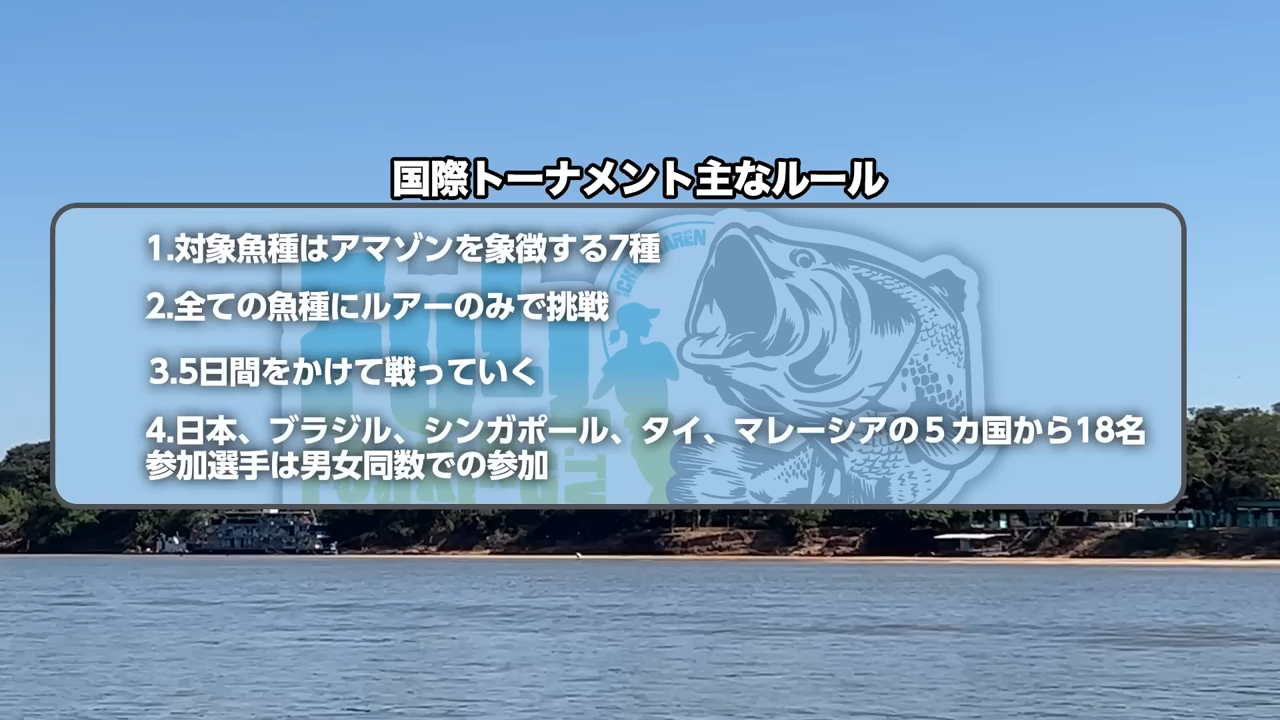 国際トーナメント主なルール
1.対象魚種はアマゾンを象徴する7種
2.全ての魚種にルアーのみで挑戦
3.5日間をかけて戦っていく
4.日本、ブラジル、シンガポール、タイ、マレーシアの５カ国から18名
参加選手は男女同数での参加